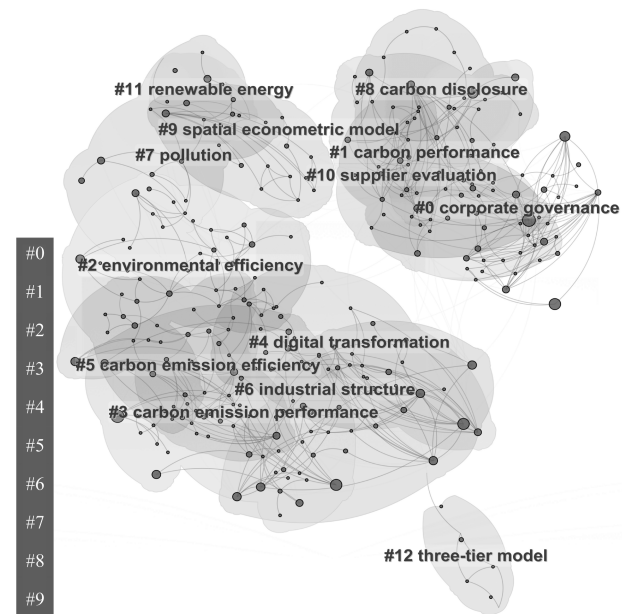 #11 renewable energy
#8 carbon disclosure
#9 spatial econometric model
#7 pollution
#1 carbon performance
#10 supplier evaluation
#0 corporate governance
#2 environmental efficiency
#4 digital transformation
#5 carbon emission efficiency
#6 industrial structure
#3 carbon emission performance
#12 three-tier model
#0
#1
#2
#3
#4
#5
#6
#7
#8
#9